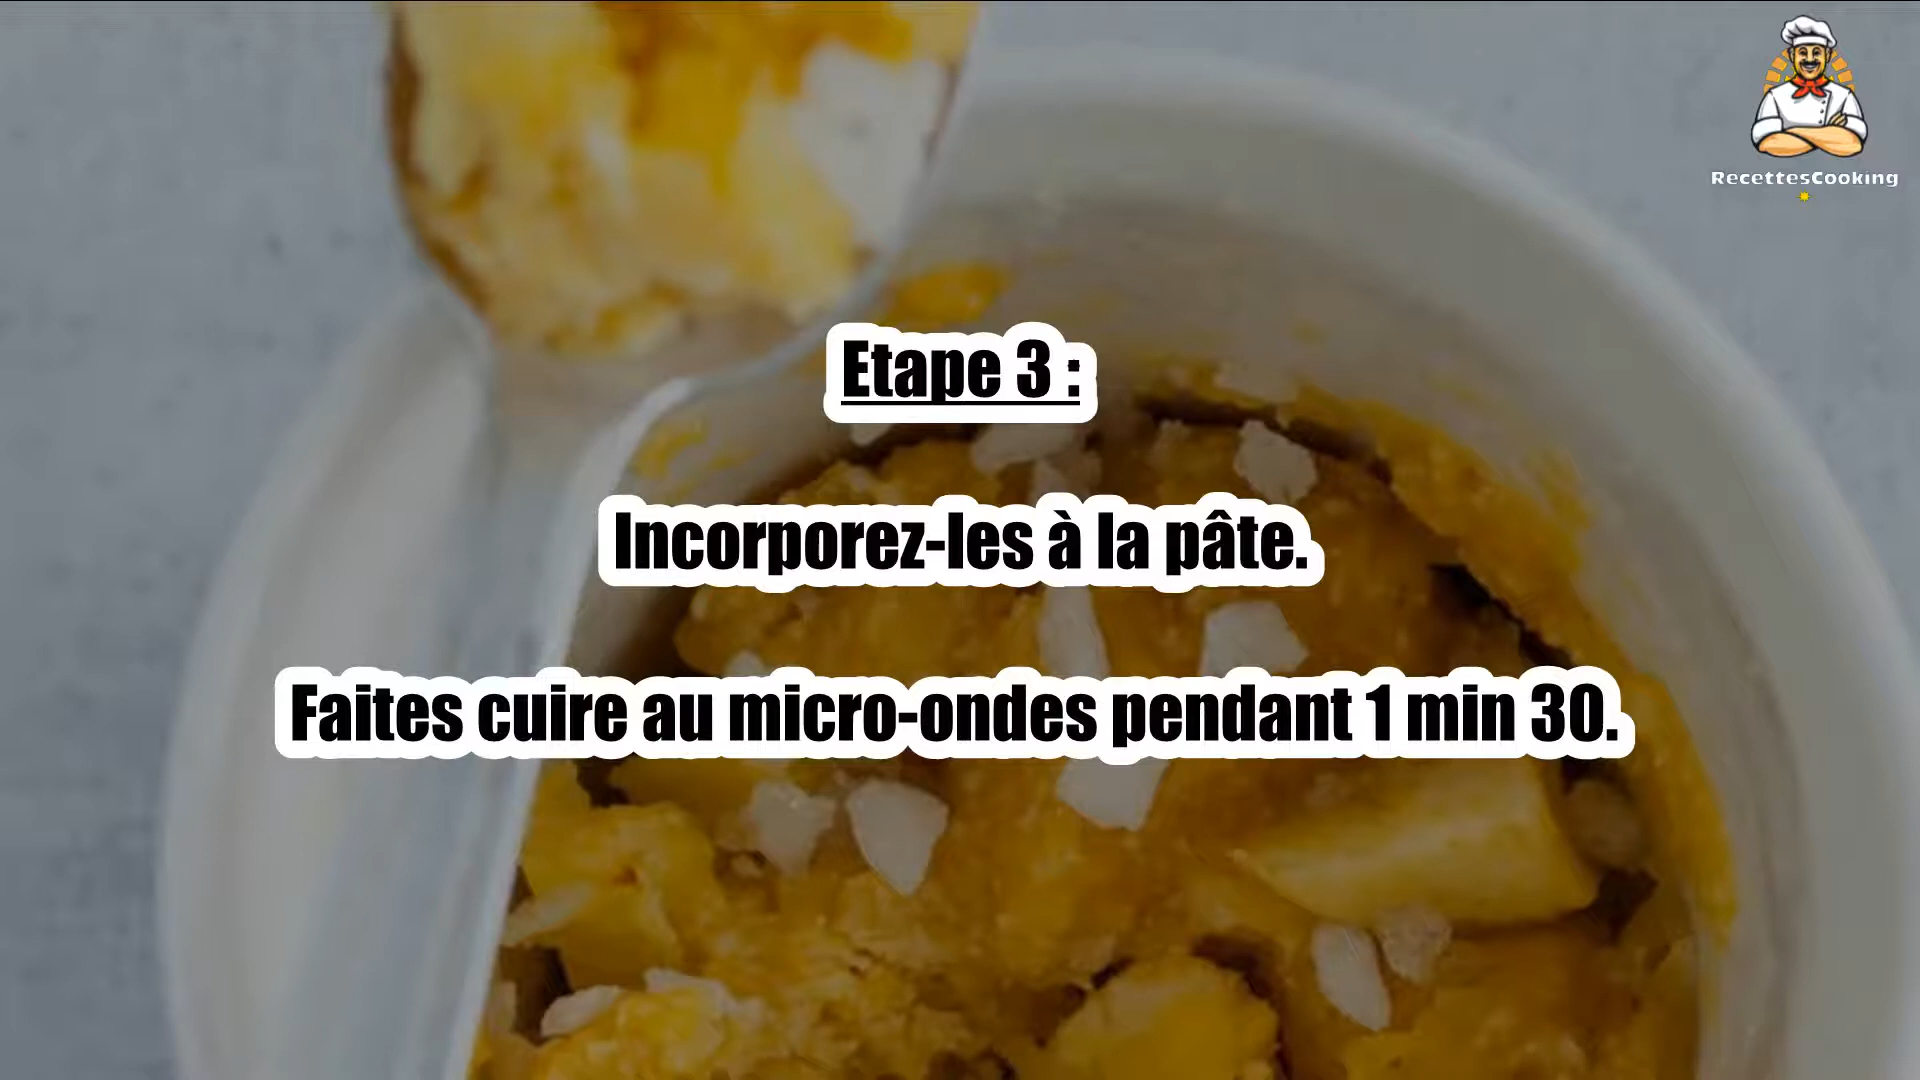 RecettesCooking
Etape 3 :
Incorporez-les à la pâte.
Faites cuire au micro-ondes pendant 1 min 30.